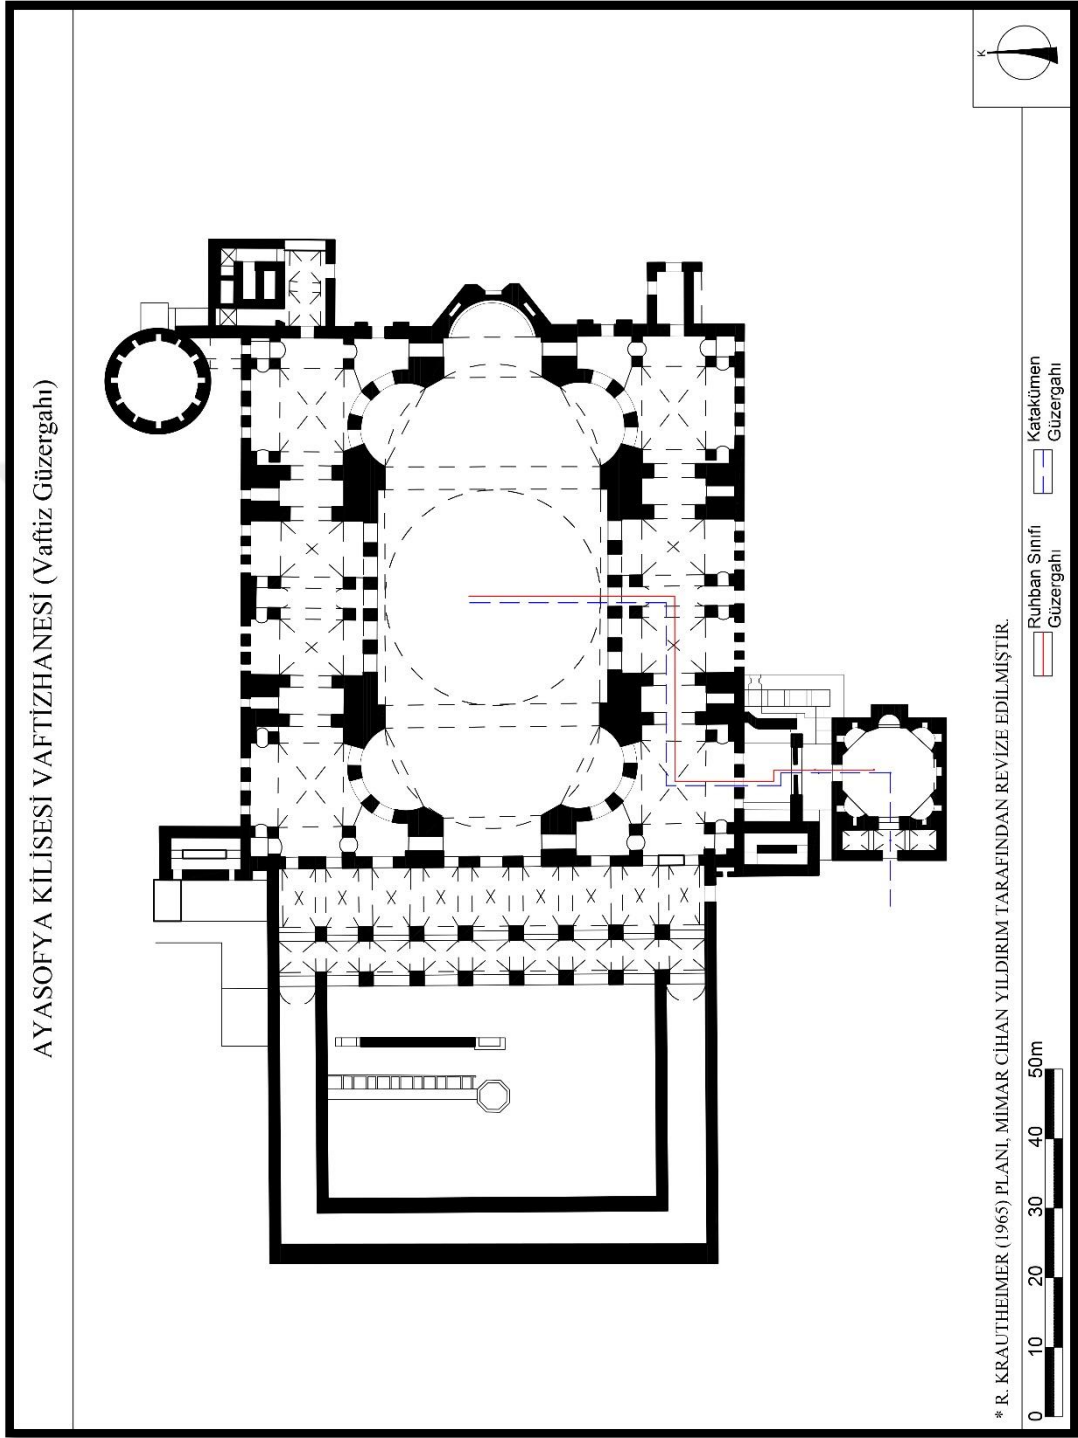 AYASOFYA KİLİSESİ VAFTİZHANESİ (Vaftiz Güzergahı)
K
* R. KRAUTHEIMER (1965) PLANI, MİMAR CİHAN YILDIRIM TARAFINDAN REVİZE EDİLMİŞTİR.
0 10 20 30 40 50m
Ruhban Sınıfı
Güzergahı
Katakümen
Güzergahı